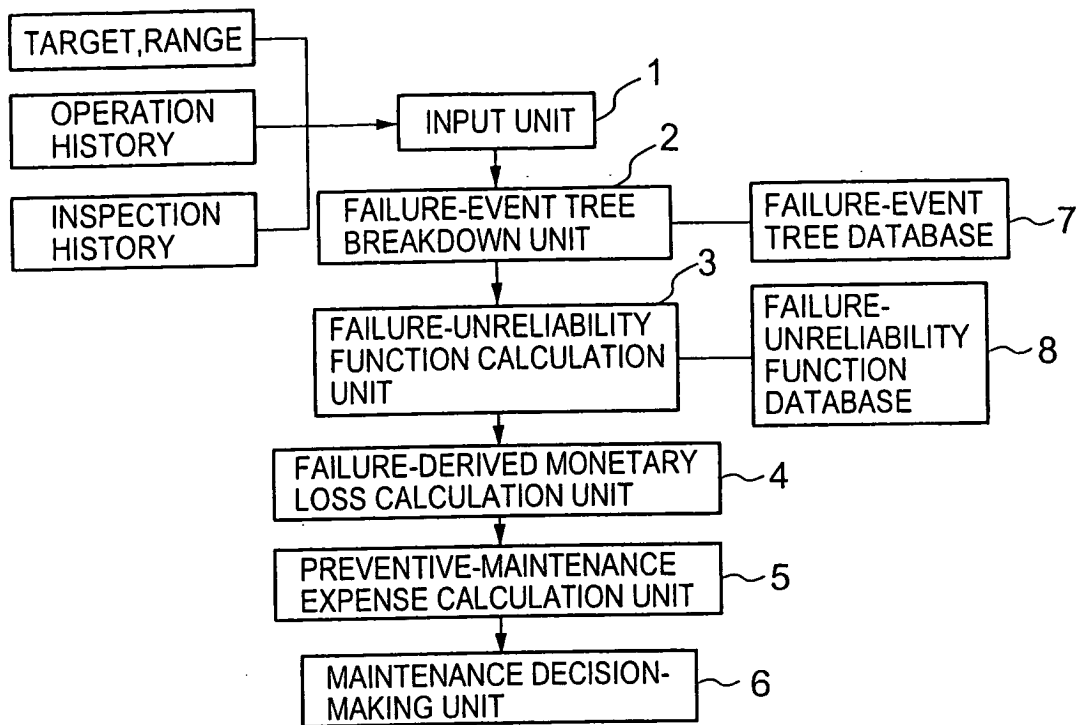 TARGET,RANGE
OPERATION
HISTORY
INSPECTION
HISTORY
1
INPUT UNIT
2
FAILURE-EVENT TREE
BREAKDOWN UNIT
FAILURE-EVENT
TREE DATABASE
7
3
FAILURE-UNRELIABILITY
FUNCTION CALCULATION
UNIT
FAILURE-
UNRELIABILITY
FUNCTION
DATABASE
8
FAILURE-DERIVED MONETARY
LOSS CALCULATION UNIT
4
PREVENTIVE-MAINTENANCE
EXPENSE CALCULATION UNIT
5
MAINTENANCE DECISION-
MAKING UNIT
6